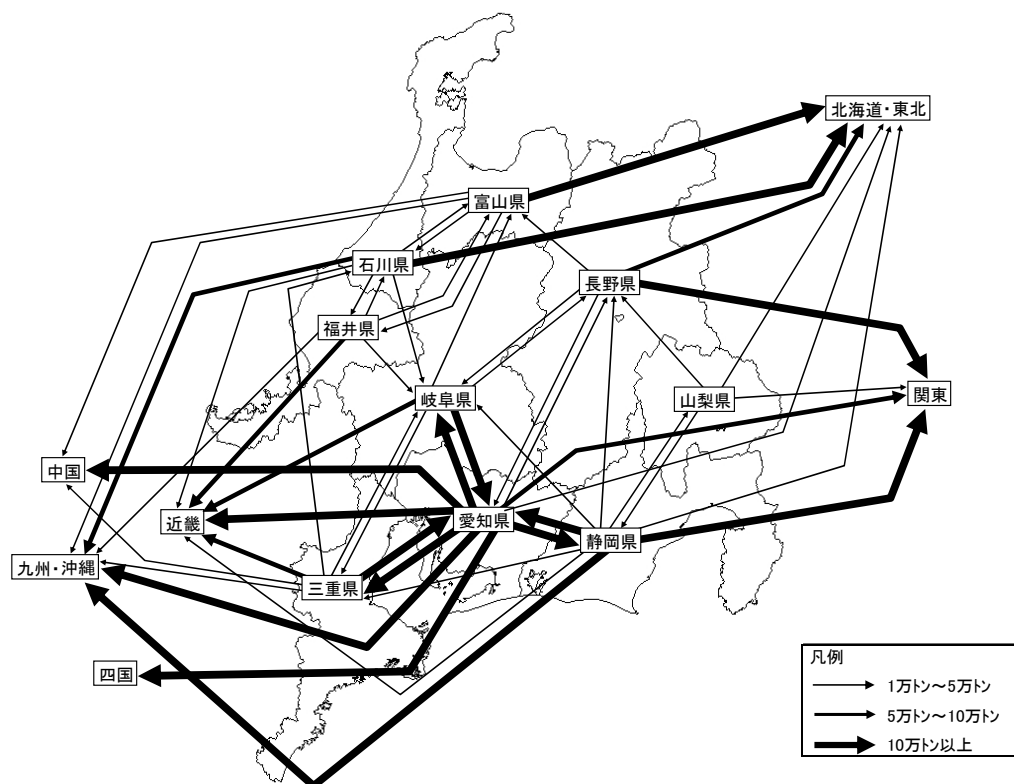 北海道・東北
富山県
石川県
長野県
福井県
岐阜県
山梨県
関東
中国
近畿
愛知県
静岡県
九州・沖縄
三重県
四国
凡例
1万トン～5万トン
5万トン～10万トン
10万トン以上